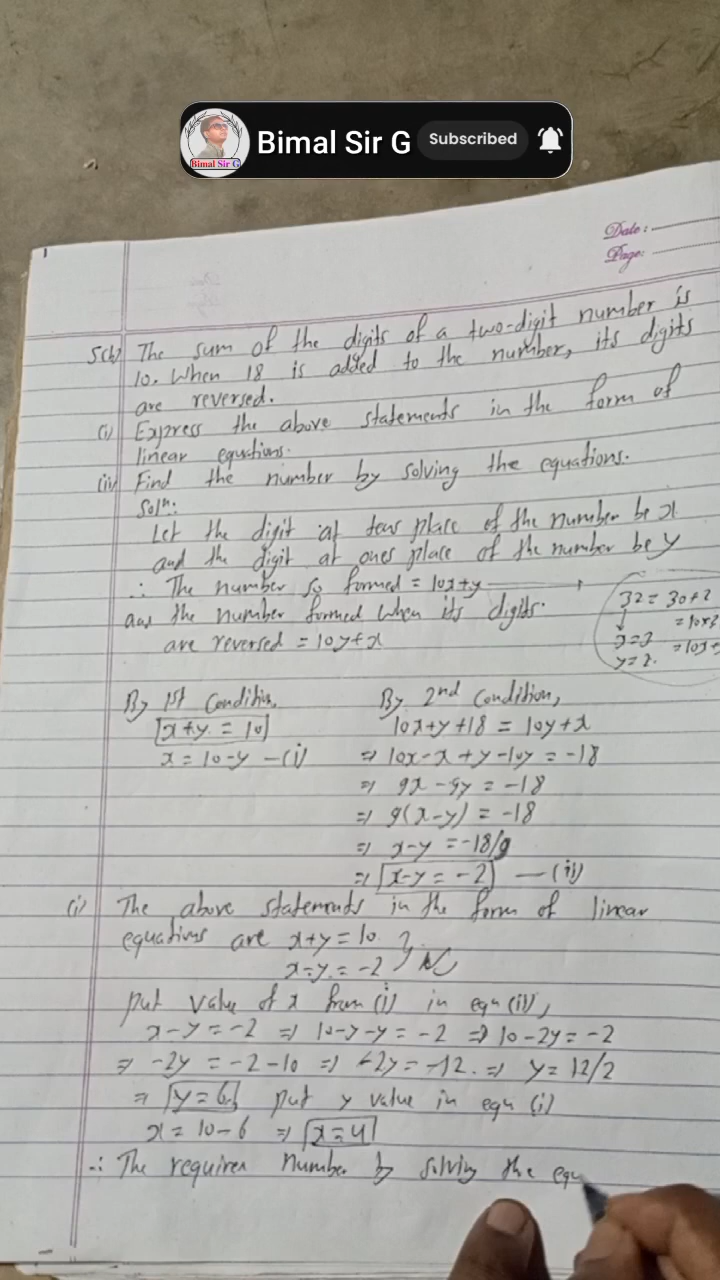 Bimal Sir G Subscribed
Bimal Sir G
Date:
Page:
5(b) The sum of the digits of a two-digit number is
10. When 18 is added to the number, its digits
are reversed.
(i) Express the above statements in the form of
linear equations.
(ii) Find the number by solving the equations.
Soln:
Let the digit at tens place of the number be x
and the digit at ones place of the number be y
∴ The number so formed = 10x+y
and the number formed when its digits.
are reversed = 10y+x
32 = 30+2
= 10×3
x=3
y=2.
By 1st Condition,
x+y = 10
x = 10-y —(i)
By 2nd Condition,
10x+y+18 = 10y+x
⇒ 10x-x+y-10y = -18
⇒ 9x-9y = -18
⇒ 9(x-y) = -18
⇒ x-y = -18/9
⇒ x-y = -2 —(ii)
(i) The above statements in the form of linear
equations are x+y=10
x-y = -2
put value of x from (i) in eqn (ii),
x-y = -2 ⇒ 10-y-y = -2 ⇒ 10-2y = -2
⇒ -2y = -2-10 ⇒ -2y = -12. ⇒ y = 12/2
⇒ y=6 put y value in eqn (i)
x = 10-6 ⇒ x=4
∴ The required Number by solving the equ